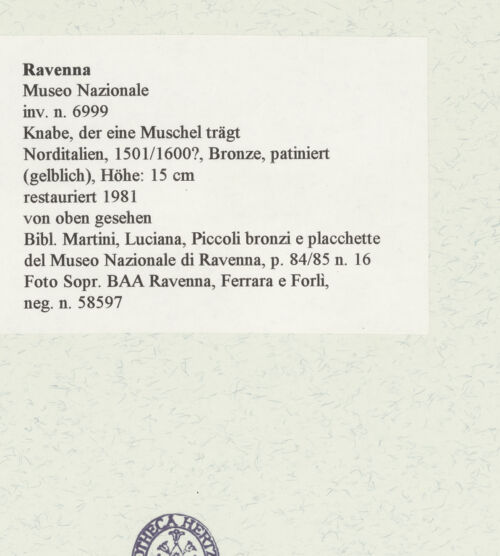 Ravenna
Museo Nazionale
inv. n. 6999
Knabe, der eine Muschel trägt
Norditalien, 1501/1600?, Bronze, patiniert
(gelblich), Höhe: 15 cm
restauriert 1981
von oben gesehen
Bibl. Martini, Luciana, Piccoli bronzi e placchette
del Museo Nazionale di Ravenna, p. 84/85 n. 16
Foto Sopr. BAA Ravenna, Ferrara e Forlì,
neg. n. 58597